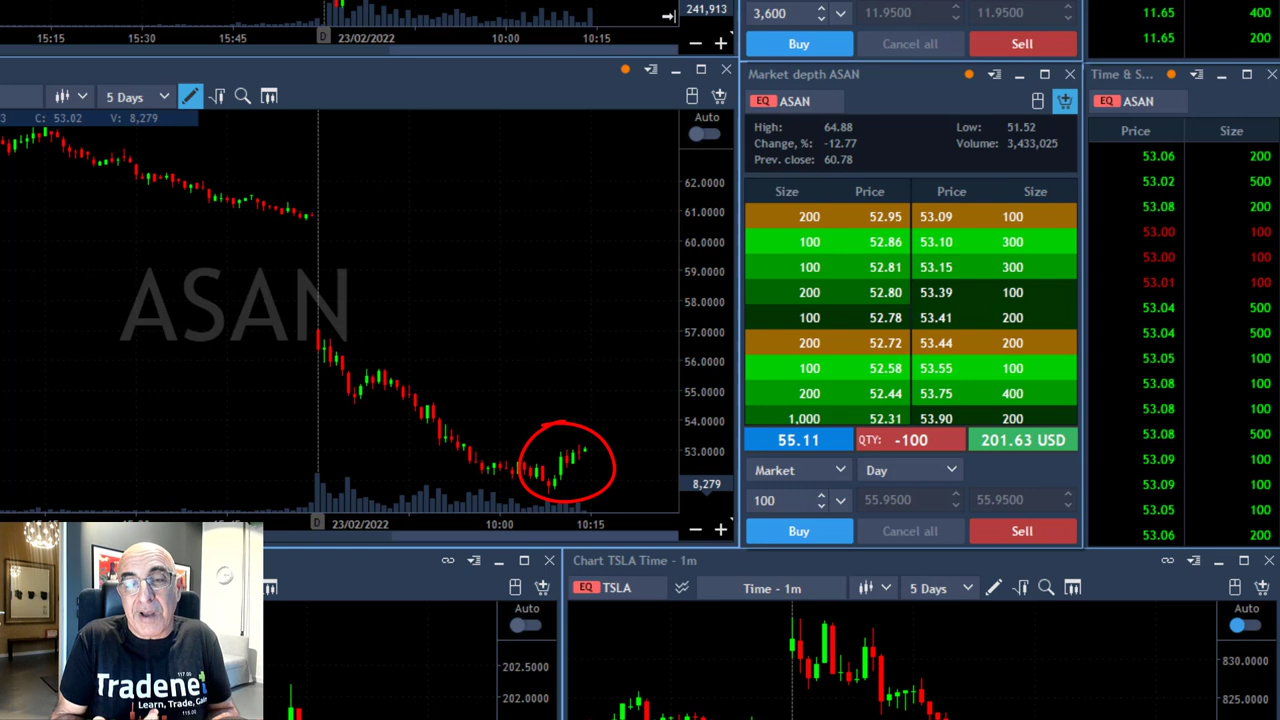 241,913
15:15 15:30 15:45 D 23/02/2022 10:00 10:15
3,600 11.9500 11.9500
Buy Cancel all Sell
11.65 400
11.65 200
5 Days
3 C: 53.02 V: 8,279
Auto
62.0000
61.0000
60.0000
59.0000
58.0000
57.0000
56.0000
55.0000
54.0000
53.0000
8,279
ASAN
D 23/02/2022 10:00 10:15
Market depth ASAN
EQ ASAN
High: 64.88 Low: 51.52
Change, %: -12.77 Volume: 3,433,025
Prev. close: 60.78
Size Price Price Size
200 52.95 53.09 100
100 52.86 53.10 300
100 52.81 53.15 300
200 52.80 53.39 100
100 52.78 53.41 200
200 52.72 53.44 200
100 52.58 53.55 100
200 52.44 53.75 400
1,000 52.31 53.90 200
55.11 QTY: -100 201.63 USD
Market Day
100 55.9500 55.9500
Buy Cancel all Sell
Time & S...
EQ ASAN
Price Size
53.06 200
53.02 500
53.08 200
53.00 100
53.00 100
53.01 100
53.04 500
53.04 500
53.05 100
53.08 100
53.08 100
53.08 500
53.09 100
53.09 100
53.05 100
53.06 200
Auto
202.5000
202.0000
Chart TSLA Time - 1m
EQ TSLA Time - 1m 5 Days
Auto
830.0000
825.0000
117.00
Tradenet
Learn, Trade, Gain
119.00